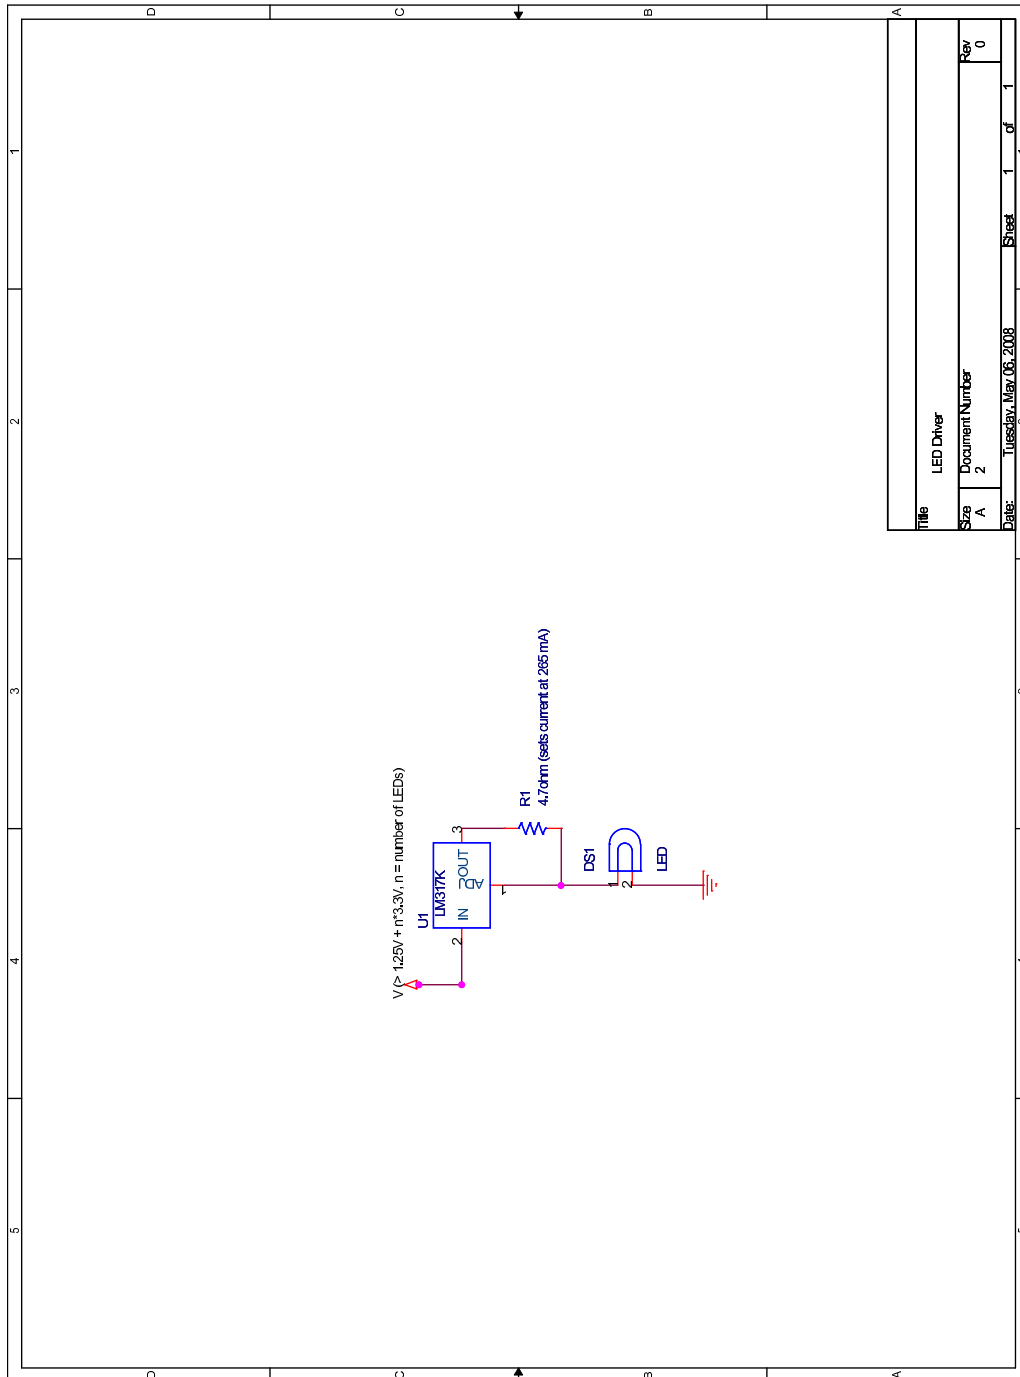 5
4
3
2
1
D
C
B
A
D
C
B
A
V (> 1.25V + n*3.3V, n = number of LEDs)
U1
LM317K
IN
OUT
ADJ
2
3
1
R1
4.7ohm (sets current at 265 mA)
DS1
1
2
LED
Title
LED Driver
Size
Document Number
Rev
A
2
0
Date:
Tuesday, May 06, 2008
Sheet
1
of
1